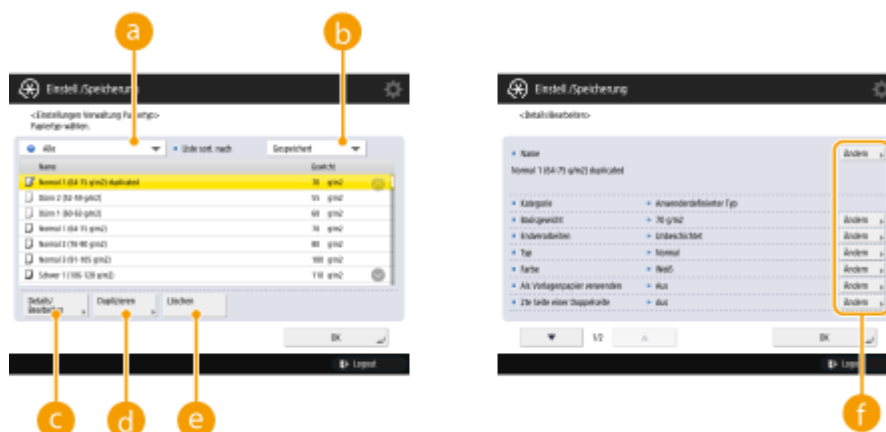 a
b
Einstell./Speicherung
<Einstellungen Verwaltung Papiertyp>
Papiertyp wählen.
Alle
Liste sort. nach
Gespeichert
Name
Gewicht
Normal 1 (64-75 g/m2) duplicated
70 g/m2
Dünn 2 (52-59 g/m2)
55 g/m2
Dünn 1 (60-63 g/m2)
60 g/m2
Normal 1 (64-75 g/m2)
70 g/m2
Normal 2 (76-90 g/m2)
80 g/m2
Normal 3 (91-105 g/m2)
100 g/m2
Schwer 1 (106-128 g/m2)
110 g/m2
Details/
Bearbeiten
Duplizieren
Löschen
OK
Logout
c
d
e
Einstell./Speicherung
<Details/Bearbeiten>
Name
Ändern
Normal 1 (64-75 g/m2) duplicated
Kategorie
Anwenderdefinierter Typ
Basisgewicht
70 g/m2
Ändern
Endverarbeiten
Unbeschichtet
Ändern
Typ
Normal
Ändern
Farbe
Weiß
Ändern
Als Vorlagenpapier verwenden
Aus
Ändern
2te Seite einer Doppelseite
Aus
Ändern
1/2
OK
f